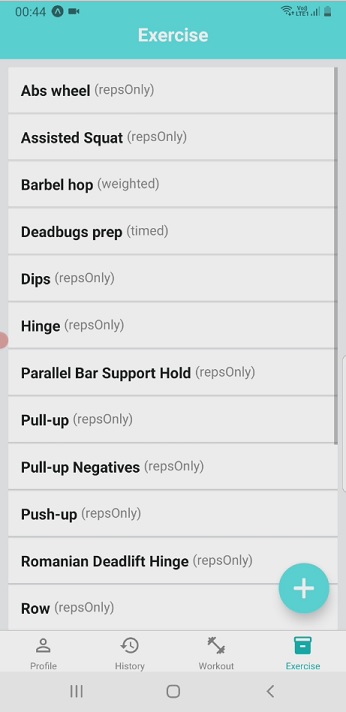 00:44
Exercise
Abs wheel (repsOnly)
Assisted Squat (repsOnly)
Barbel hop (weighted)
Deadbugs prep (timed)
Dips (repsOnly)
Hinge (repsOnly)
Parallel Bar Support Hold (repsOnly)
Pull-up (repsOnly)
Pull-up Negatives (repsOnly)
Push-up (repsOnly)
Romanian Deadlift Hinge (repsOnly)
Row (repsOnly)
Profile History Workout Exercise